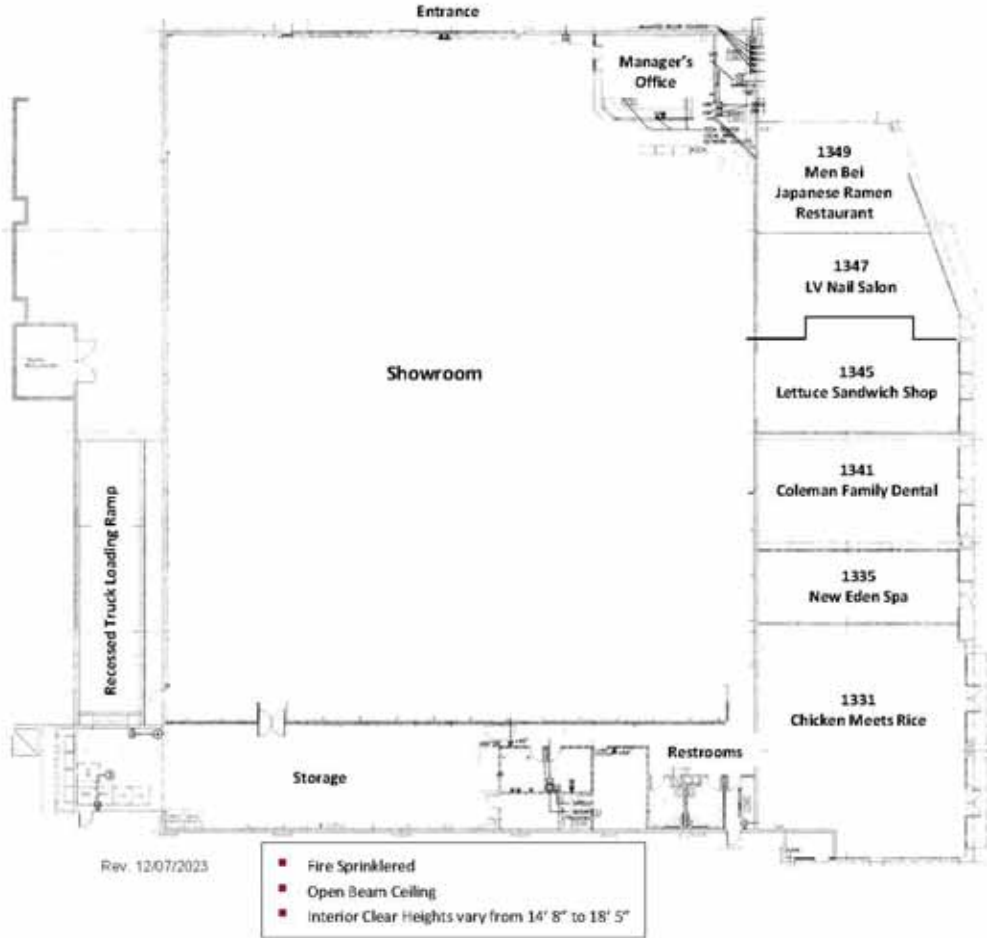 Entrance
Manager's
Office
1349
Men Bei
Japanese Ramen
Restaurant
1347
LV Nail Salon
Showroom
1345
Lettuce Sandwich Shop
1341
Coleman Family Dental
Recessed Truck Loading Ramp
1335
New Eden Spa
1331
Chicken Meets Rice
Restrooms
Storage
Rev. 12/07/2023
Fire Sprinklered
Open Beam Ceiling
Interior Clear Heights vary from 14' 8" to 18' 5"